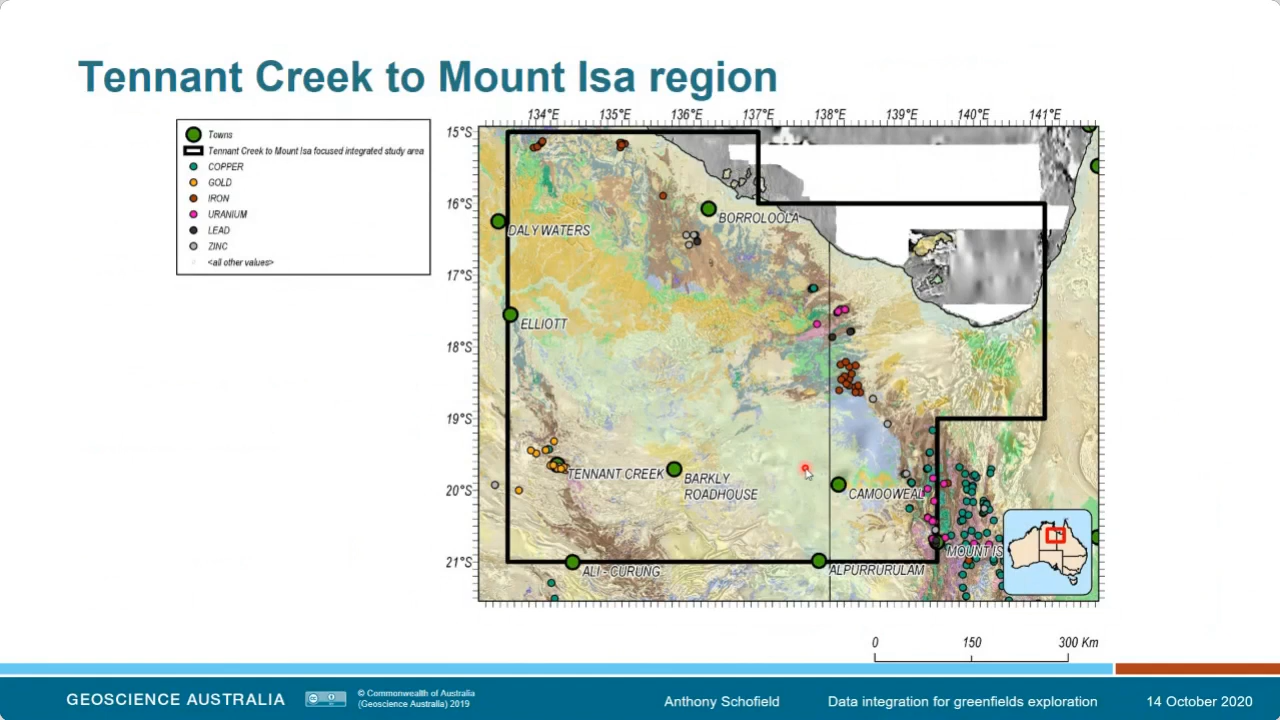 Tennant Creek to Mount Isa region
Towns
Tennant Creek to Mount Isa focused integrated study area
COPPER
GOLD
IRON
URANIUM
LEAD
ZINC
<all other values>
134°E 135°E 136°E 137°E 138°E 139°E 140°E 141°E
15°S
16°S
17°S
18°S
19°S
20°S
21°S
BORROLOOLA
DALY WATERS
ELLIOTT
TENNANT CREEK
BARKLY
ROADHOUSE
CAMOOWEAL
MOUNT IS
ALI - CURUNG
ALPURRURULAM
0 150 300 Km
GEOSCIENCE AUSTRALIA
© Commonwealth of Australia
(Geoscience Australia) 2019
Anthony Schofield
Data integration for greenfields exploration
14 October 2020